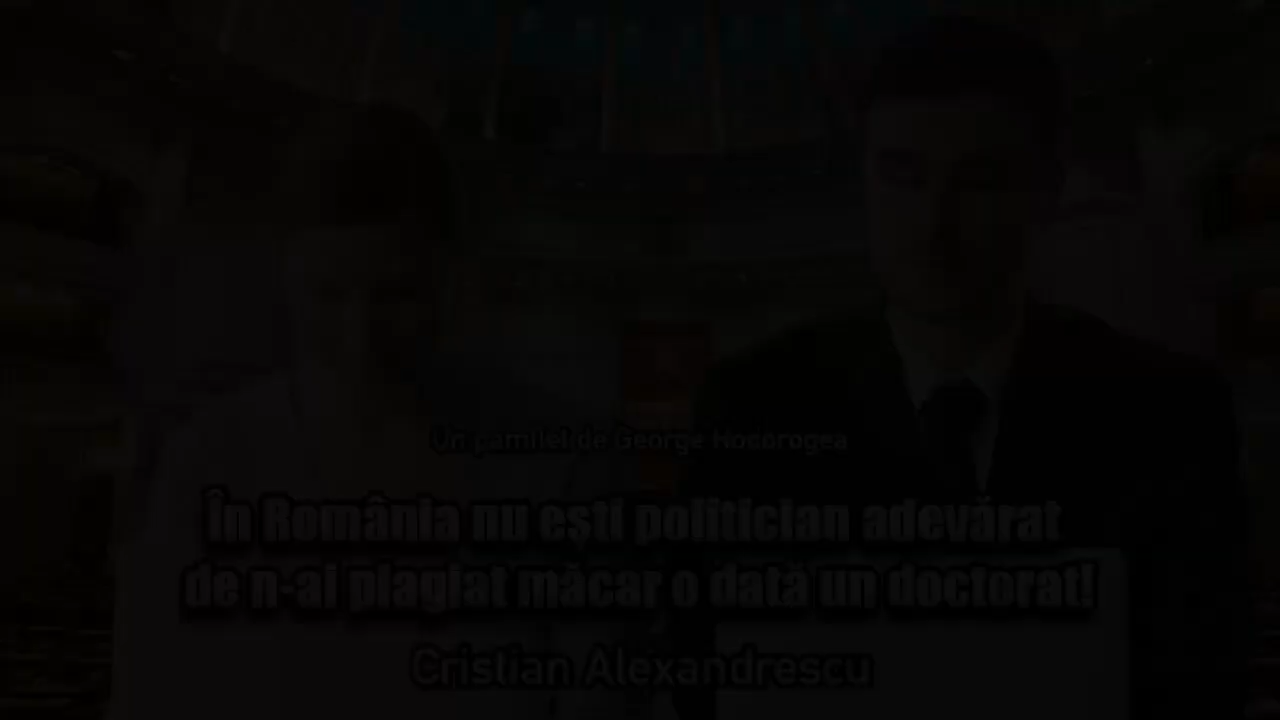 Un pamflet de George Hosorogea
În România nu ești politician adevărat
de n-ai plagiat măcar o dată un doctorat!
Cristian Alexandrescu